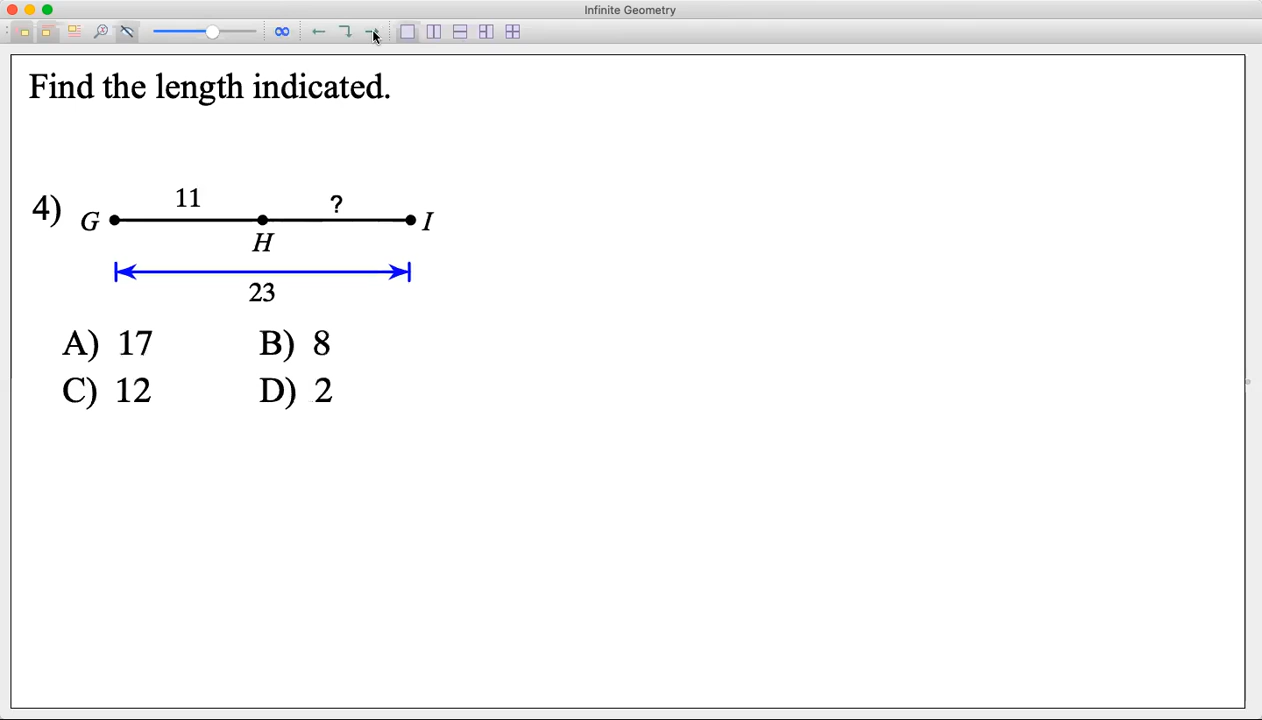 Infinite Geometry
Find the length indicated.
4) G 11 ? I
H
23
A) 17 B) 8
C) 12 D) 2